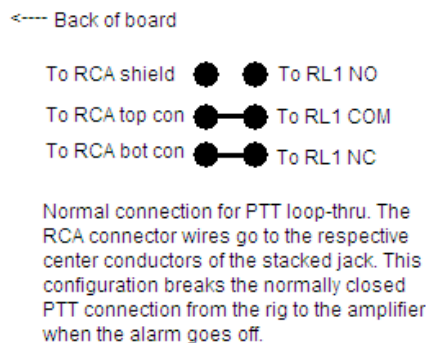 <---- Back of board
To RCA shield To RL1 NO
To RCA top con To RL1 COM
To RCA bot con To RL1 NC
Normal connection for PTT loop-thru. The
RCA connector wires go to the respective
center conductors of the stacked jack. This
configuration breaks the normally closed
PTT connection from the rig to the amplifier
when the alarm goes off.